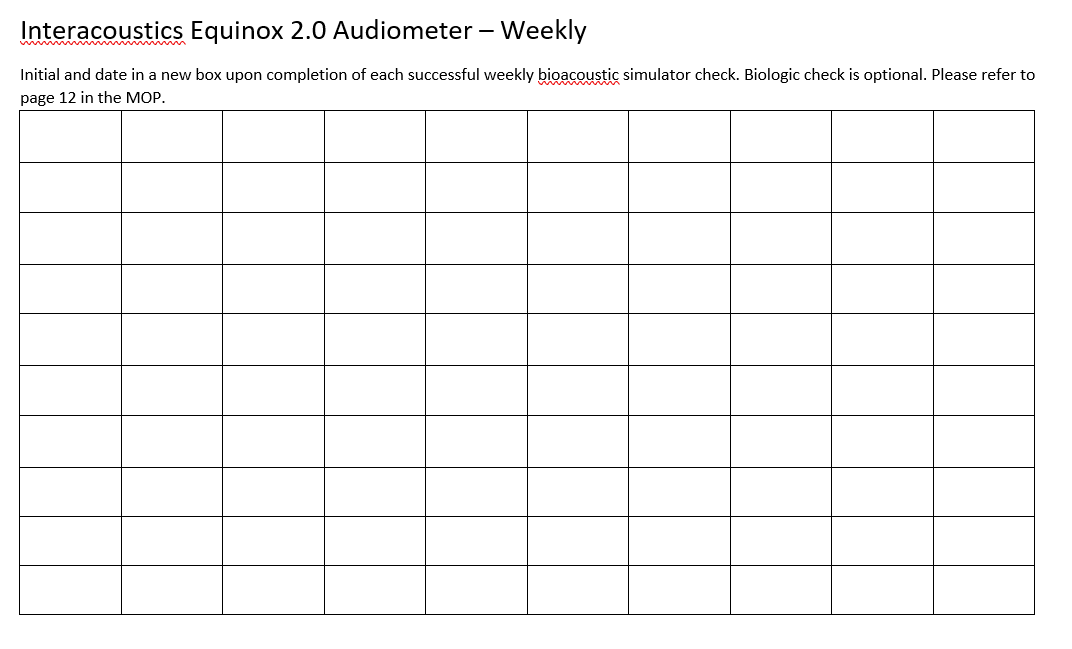 Interacoustics Equinox 2.0 Audiometer – Weekly
Initial and date in a new box upon completion of each successful weekly bioacoustic simulator check. Biologic check is optional. Please refer to
page 12 in the MOP.